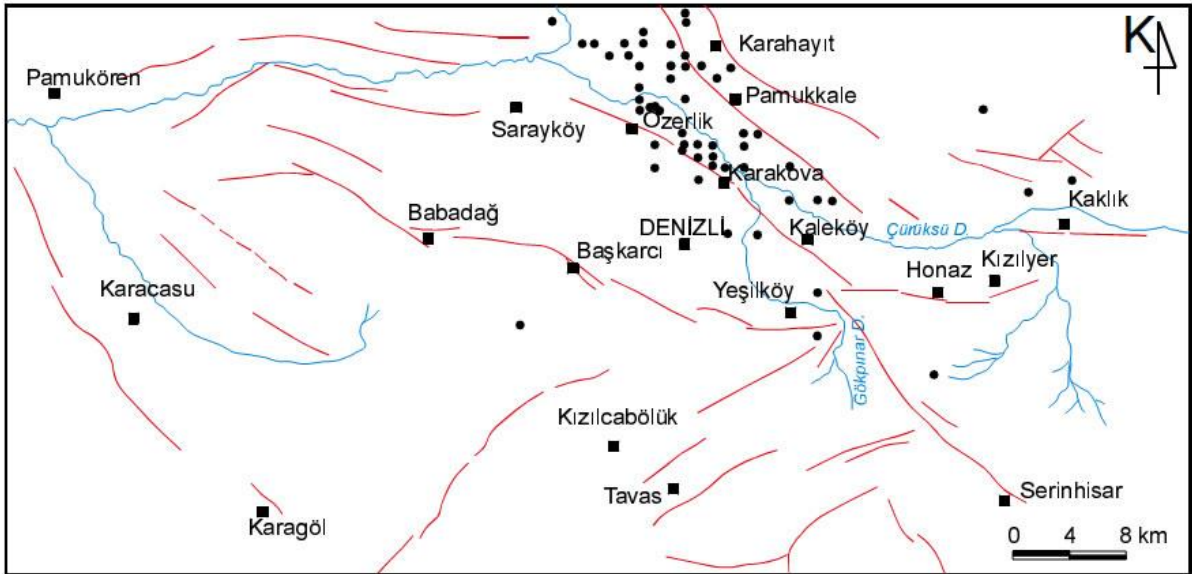 K
Karahayıt
Pamukören
Pamukkale
Sarayköy
Özerlik
Karakova
Kaklık
Babadağ
DENİZLİ
Kaleköy
Çürüksü D.
Başkarcı
Honaz
Kızılyer
Karacasu
Yeşilköy
Gökpınar D.
Kızılcabölük
Tavas
Serinhisar
Karagöl
0 4 8 km